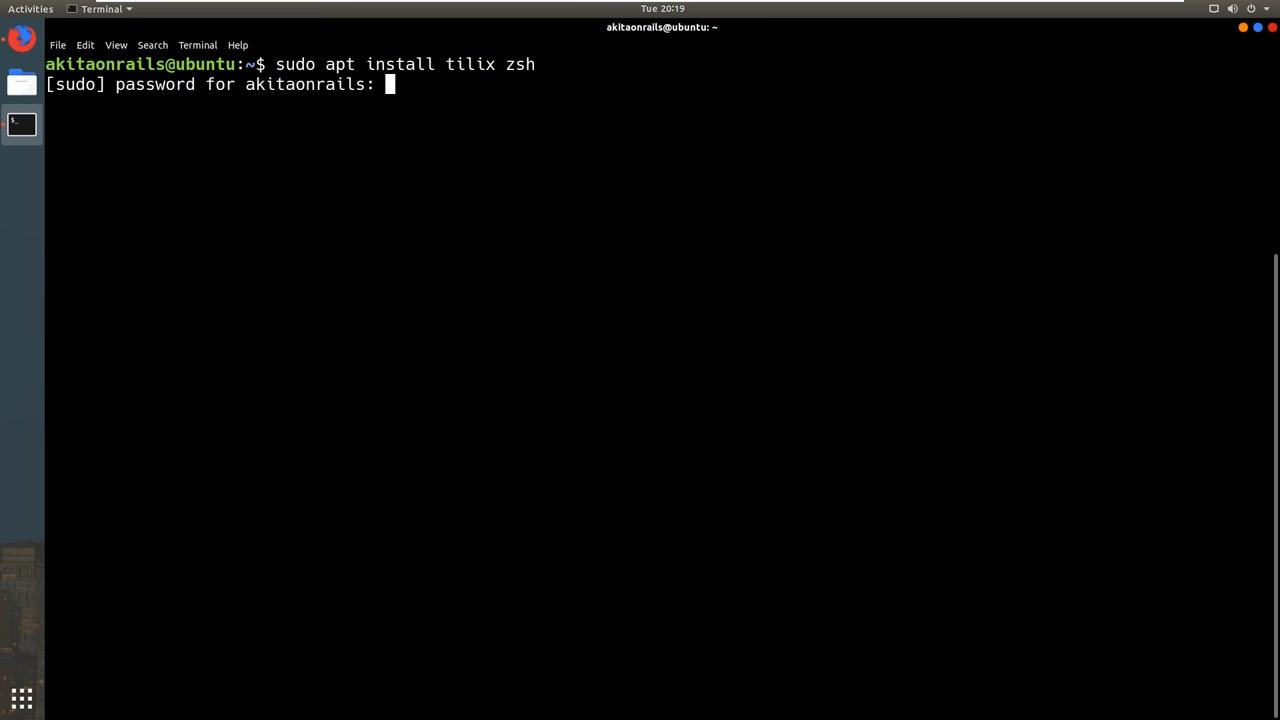 Activities Terminal Tue 20:19
akitaonrails@ubuntu: ~
File Edit View Search Terminal Help
akitaonrails@ubuntu:~$ sudo apt install tilix zsh
[sudo] password for akitaonrails: